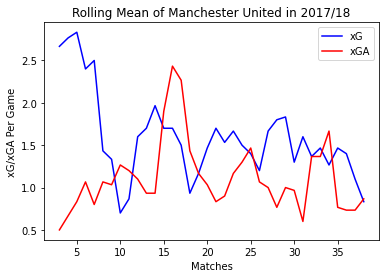 Rolling Mean of Manchester United in 2017/18
xG
xGA
2.5
2.0
1.5
1.0
0.5
xG/xGA Per Game
5 10 15 20 25 30 35
Matches